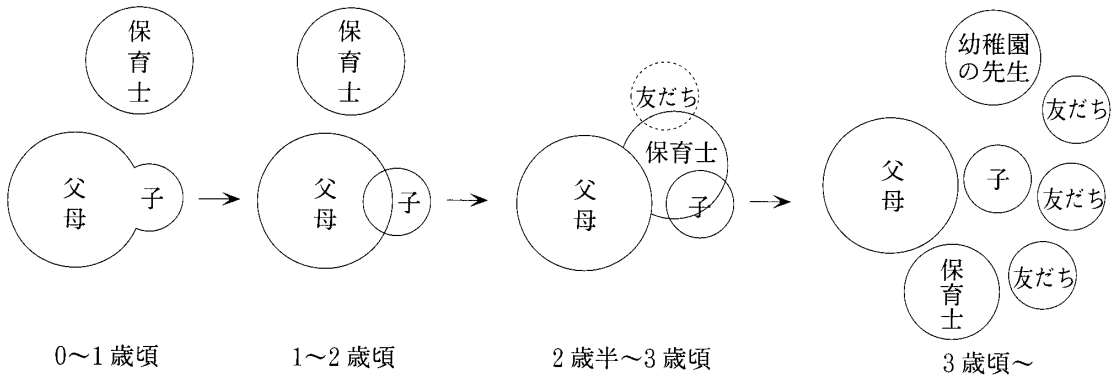 保育士
父母
子
0〜1歳頃
保育士
父母
子
1〜2歳頃
友だち
保育士
父母
子
2歳半〜3歳頃
幼稚園
の先生
友だち
父母
子
友だち
保育士
友だち
3歳頃〜